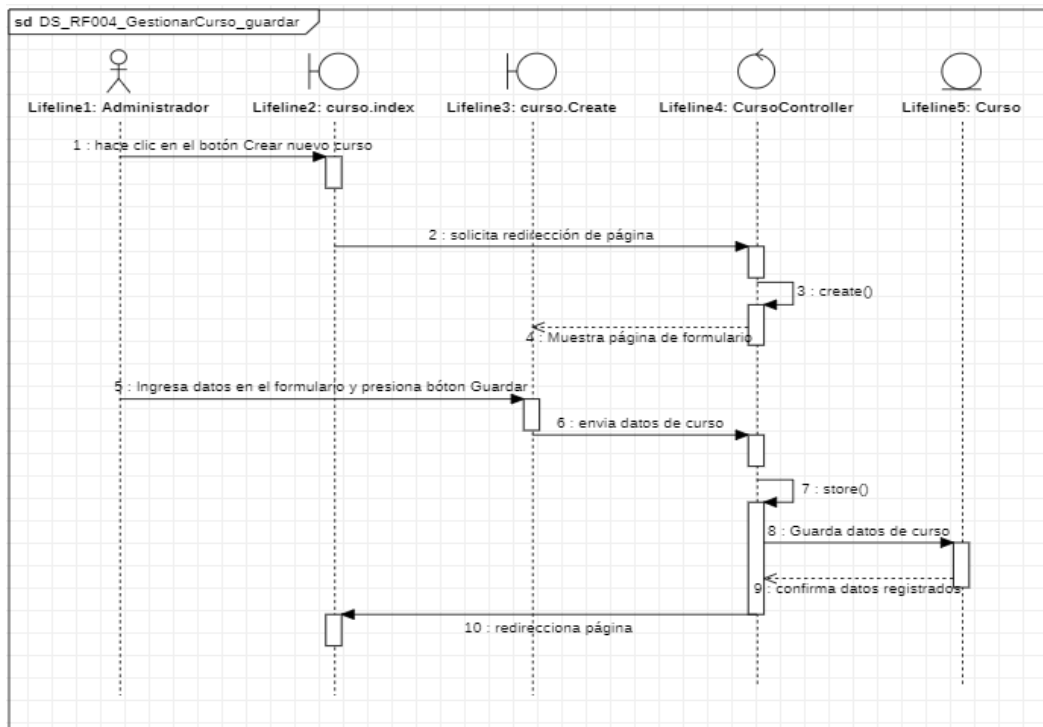 sd DS_RF004_GestionarCurso_guardar
Lifeline1: Administrador
Lifeline2: curso.index
Lifeline3: curso.Create
Lifeline4: CursoController
Lifeline5: Curso
1 : hace clic en el botón Crear nuevo curso
2 : solicita redirección de página
3 : create()
4 : Muestra página de formulario
5 : Ingresa datos en el formulario y presiona bóton Guardar
6 : envia datos de curso
7 : store()
8 : Guarda datos de curso
9 : confirma datos registrados
10 : redirecciona página